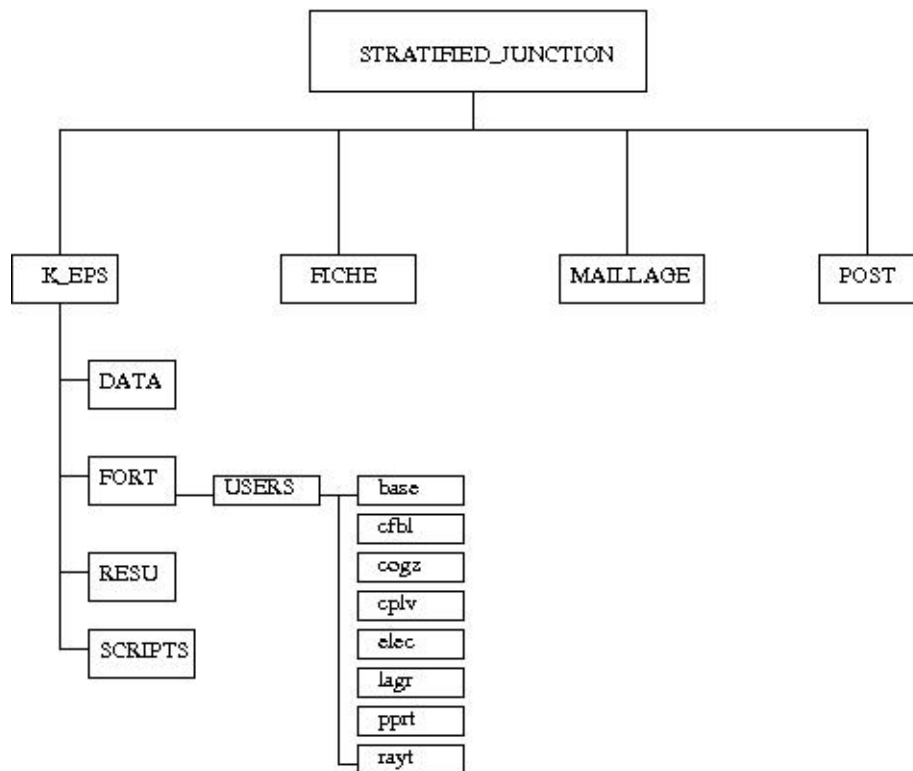 STRATIFIED_JUNCTION
K_EPS
FICHE
MAILLAGE
POST
DATA
FORT
USERS
base
cfbl
cogz
cplv
elec
lagr
pprt
rayt
RESU
SCRIPTS